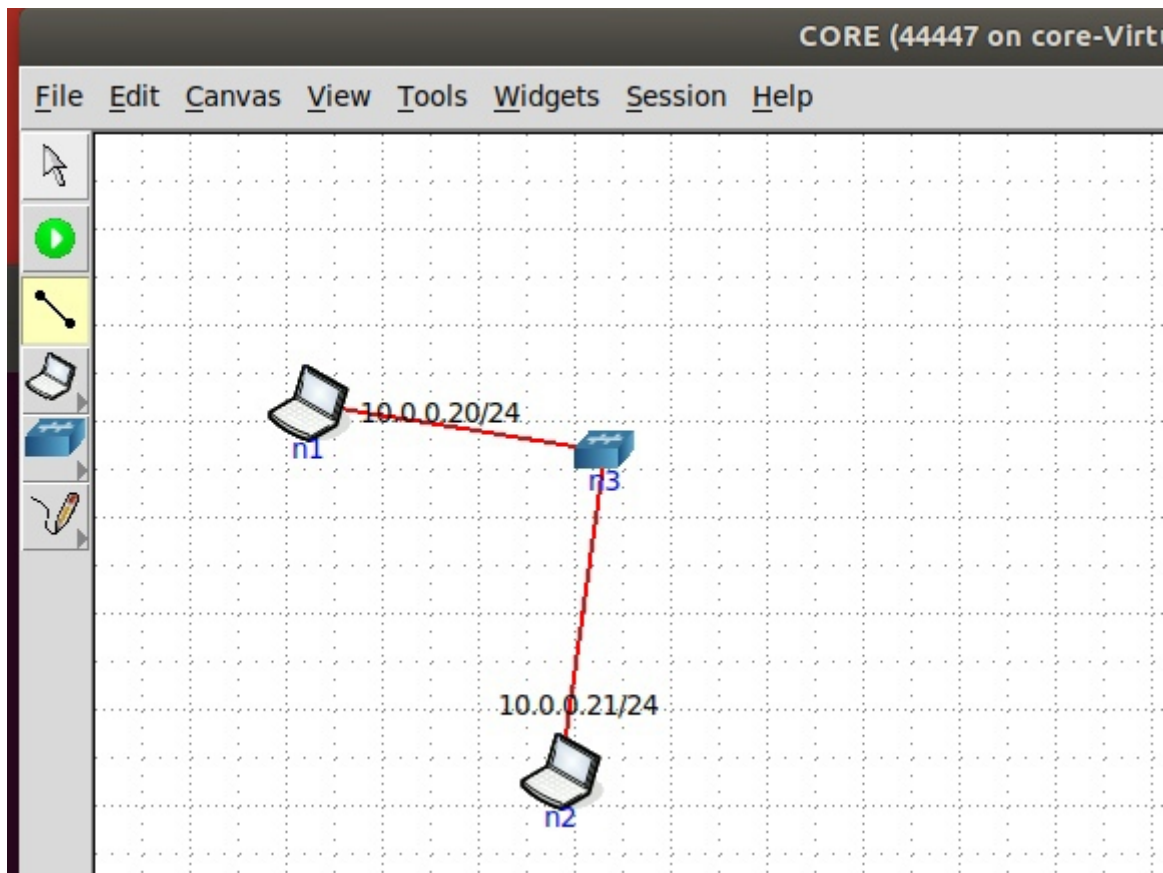 CORE (44447 on core-Virtu
File Edit Canvas View Tools Widgets Session Help
10.0.0.20/24
n1
n3
10.0.0.21/24
n2